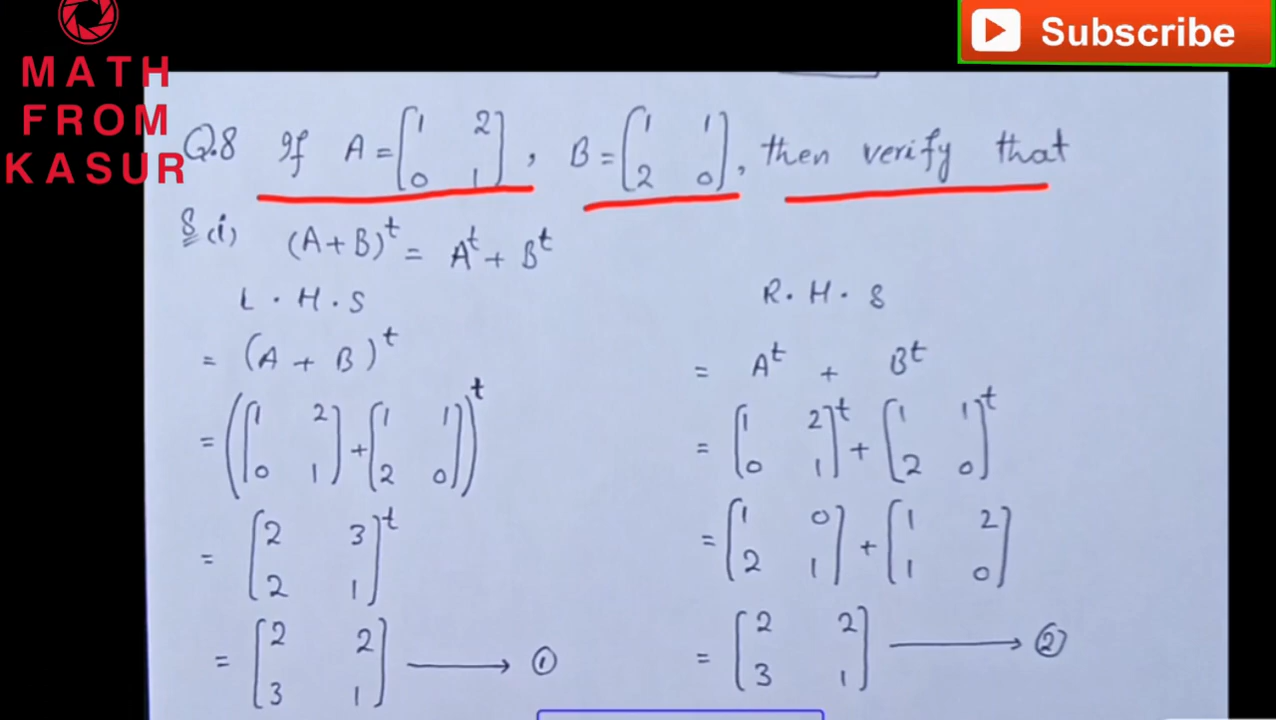 Subscribe
MATH
FROM
KASUR
Q.8 If A = [1 2; 0 1], B = [1 1; 2 0], then verify that
8(i) (A+B)^t = A^t + B^t
L.H.S
= (A + B)^t
= ([1 2; 0 1] + [1 1; 2 0])^t
= [2 3; 2 1]^t
= [2 2; 3 1] ⟶ ①
R.H.S
= A^t + B^t
= [1 2; 0 1]^t + [1 1; 2 0]^t
= [1 0; 2 1] + [1 2; 1 0]
= [2 2; 3 1] ⟶ ②